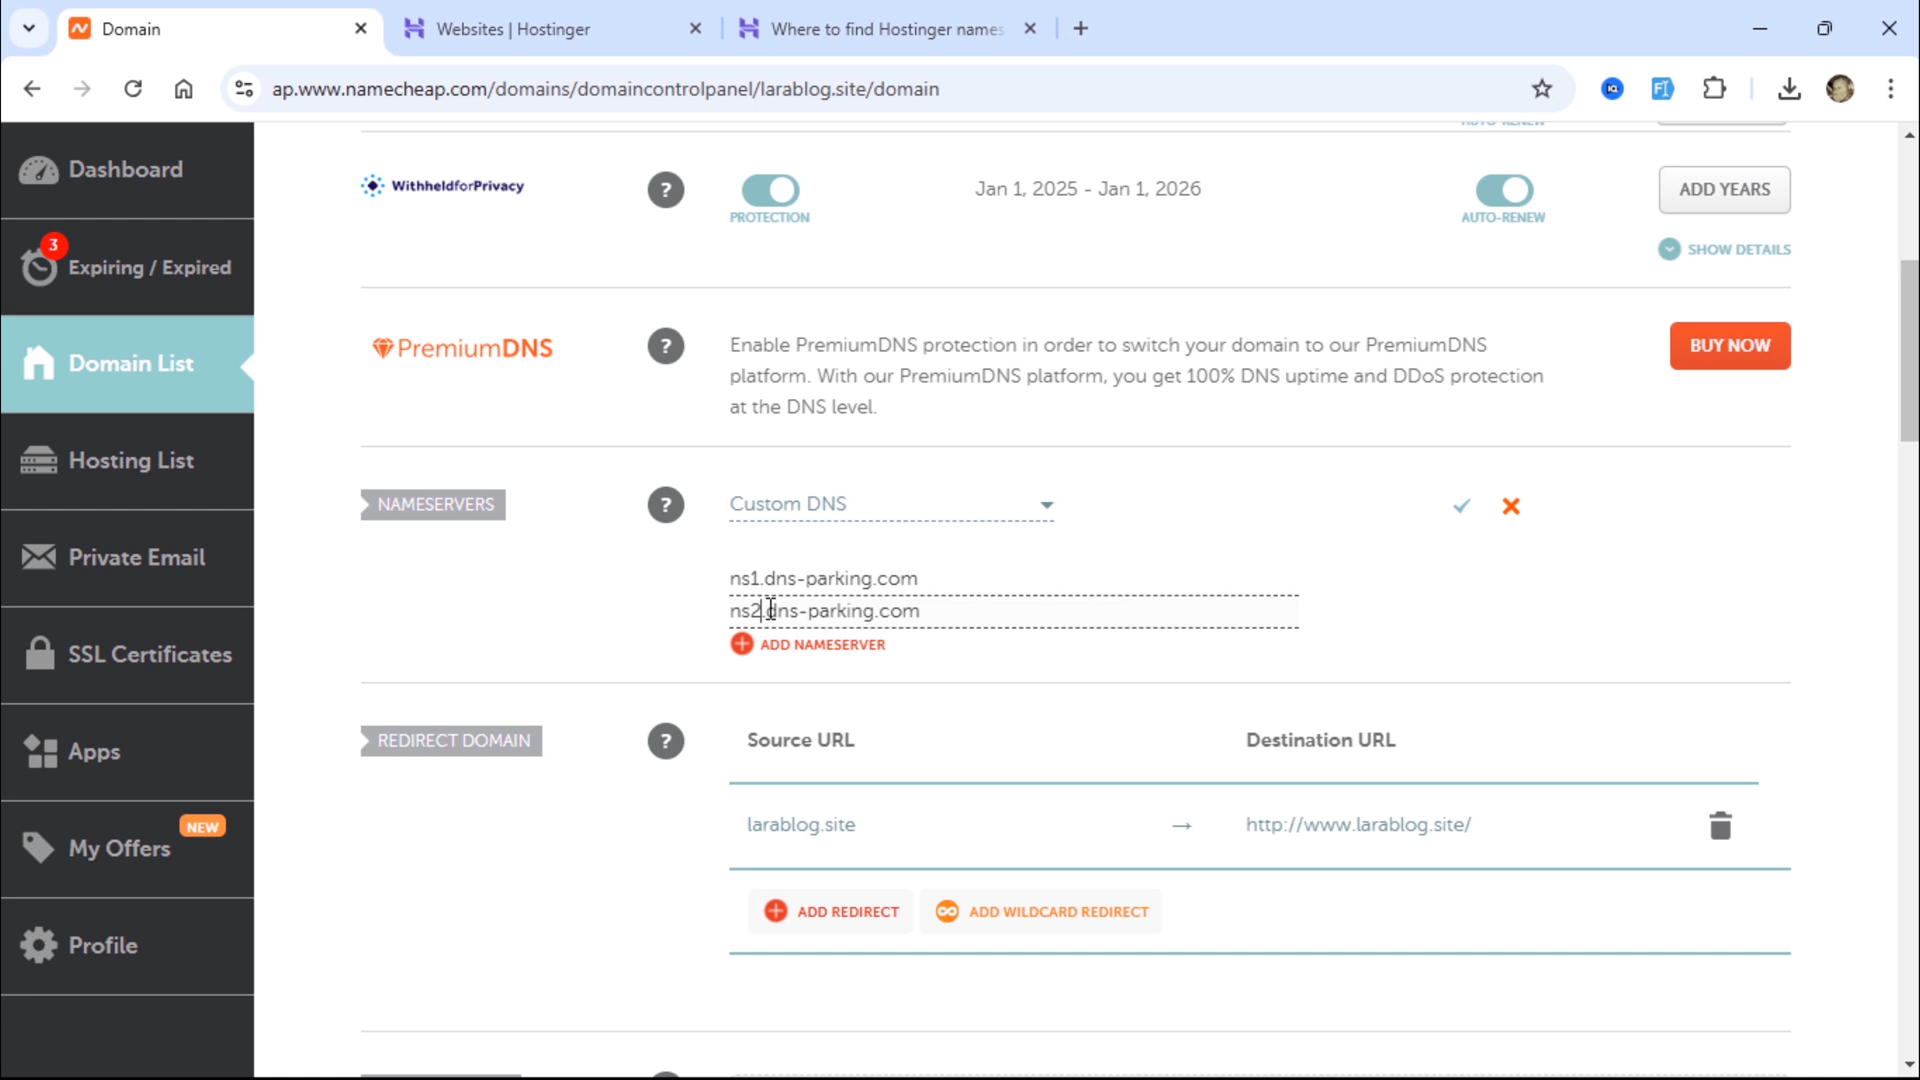 Domain
Websites | Hostinger
Where to find Hostinger names
ap.www.namecheap.com/domains/domaincontrolpanel/larablog.site/domain
Dashboard
3
Expiring / Expired
Domain List
Hosting List
Private Email
SSL Certificates
Apps
NEW
My Offers
Profile
AUTO-RENEW
WithheldforPrivacy
?
PROTECTION
Jan 1, 2025 - Jan 1, 2026
AUTO-RENEW
ADD YEARS
SHOW DETAILS
PremiumDNS
?
Enable PremiumDNS protection in order to switch your domain to our PremiumDNS
platform. With our PremiumDNS platform, you get 100% DNS uptime and DDoS protection
at the DNS level.
BUY NOW
NAMESERVERS
?
Custom DNS
ns1.dns-parking.com
ns2.dns-parking.com
ADD NAMESERVER
REDIRECT DOMAIN
?
Source URL
Destination URL
larablog.site
→
http://www.larablog.site/
ADD REDIRECT
ADD WILDCARD REDIRECT